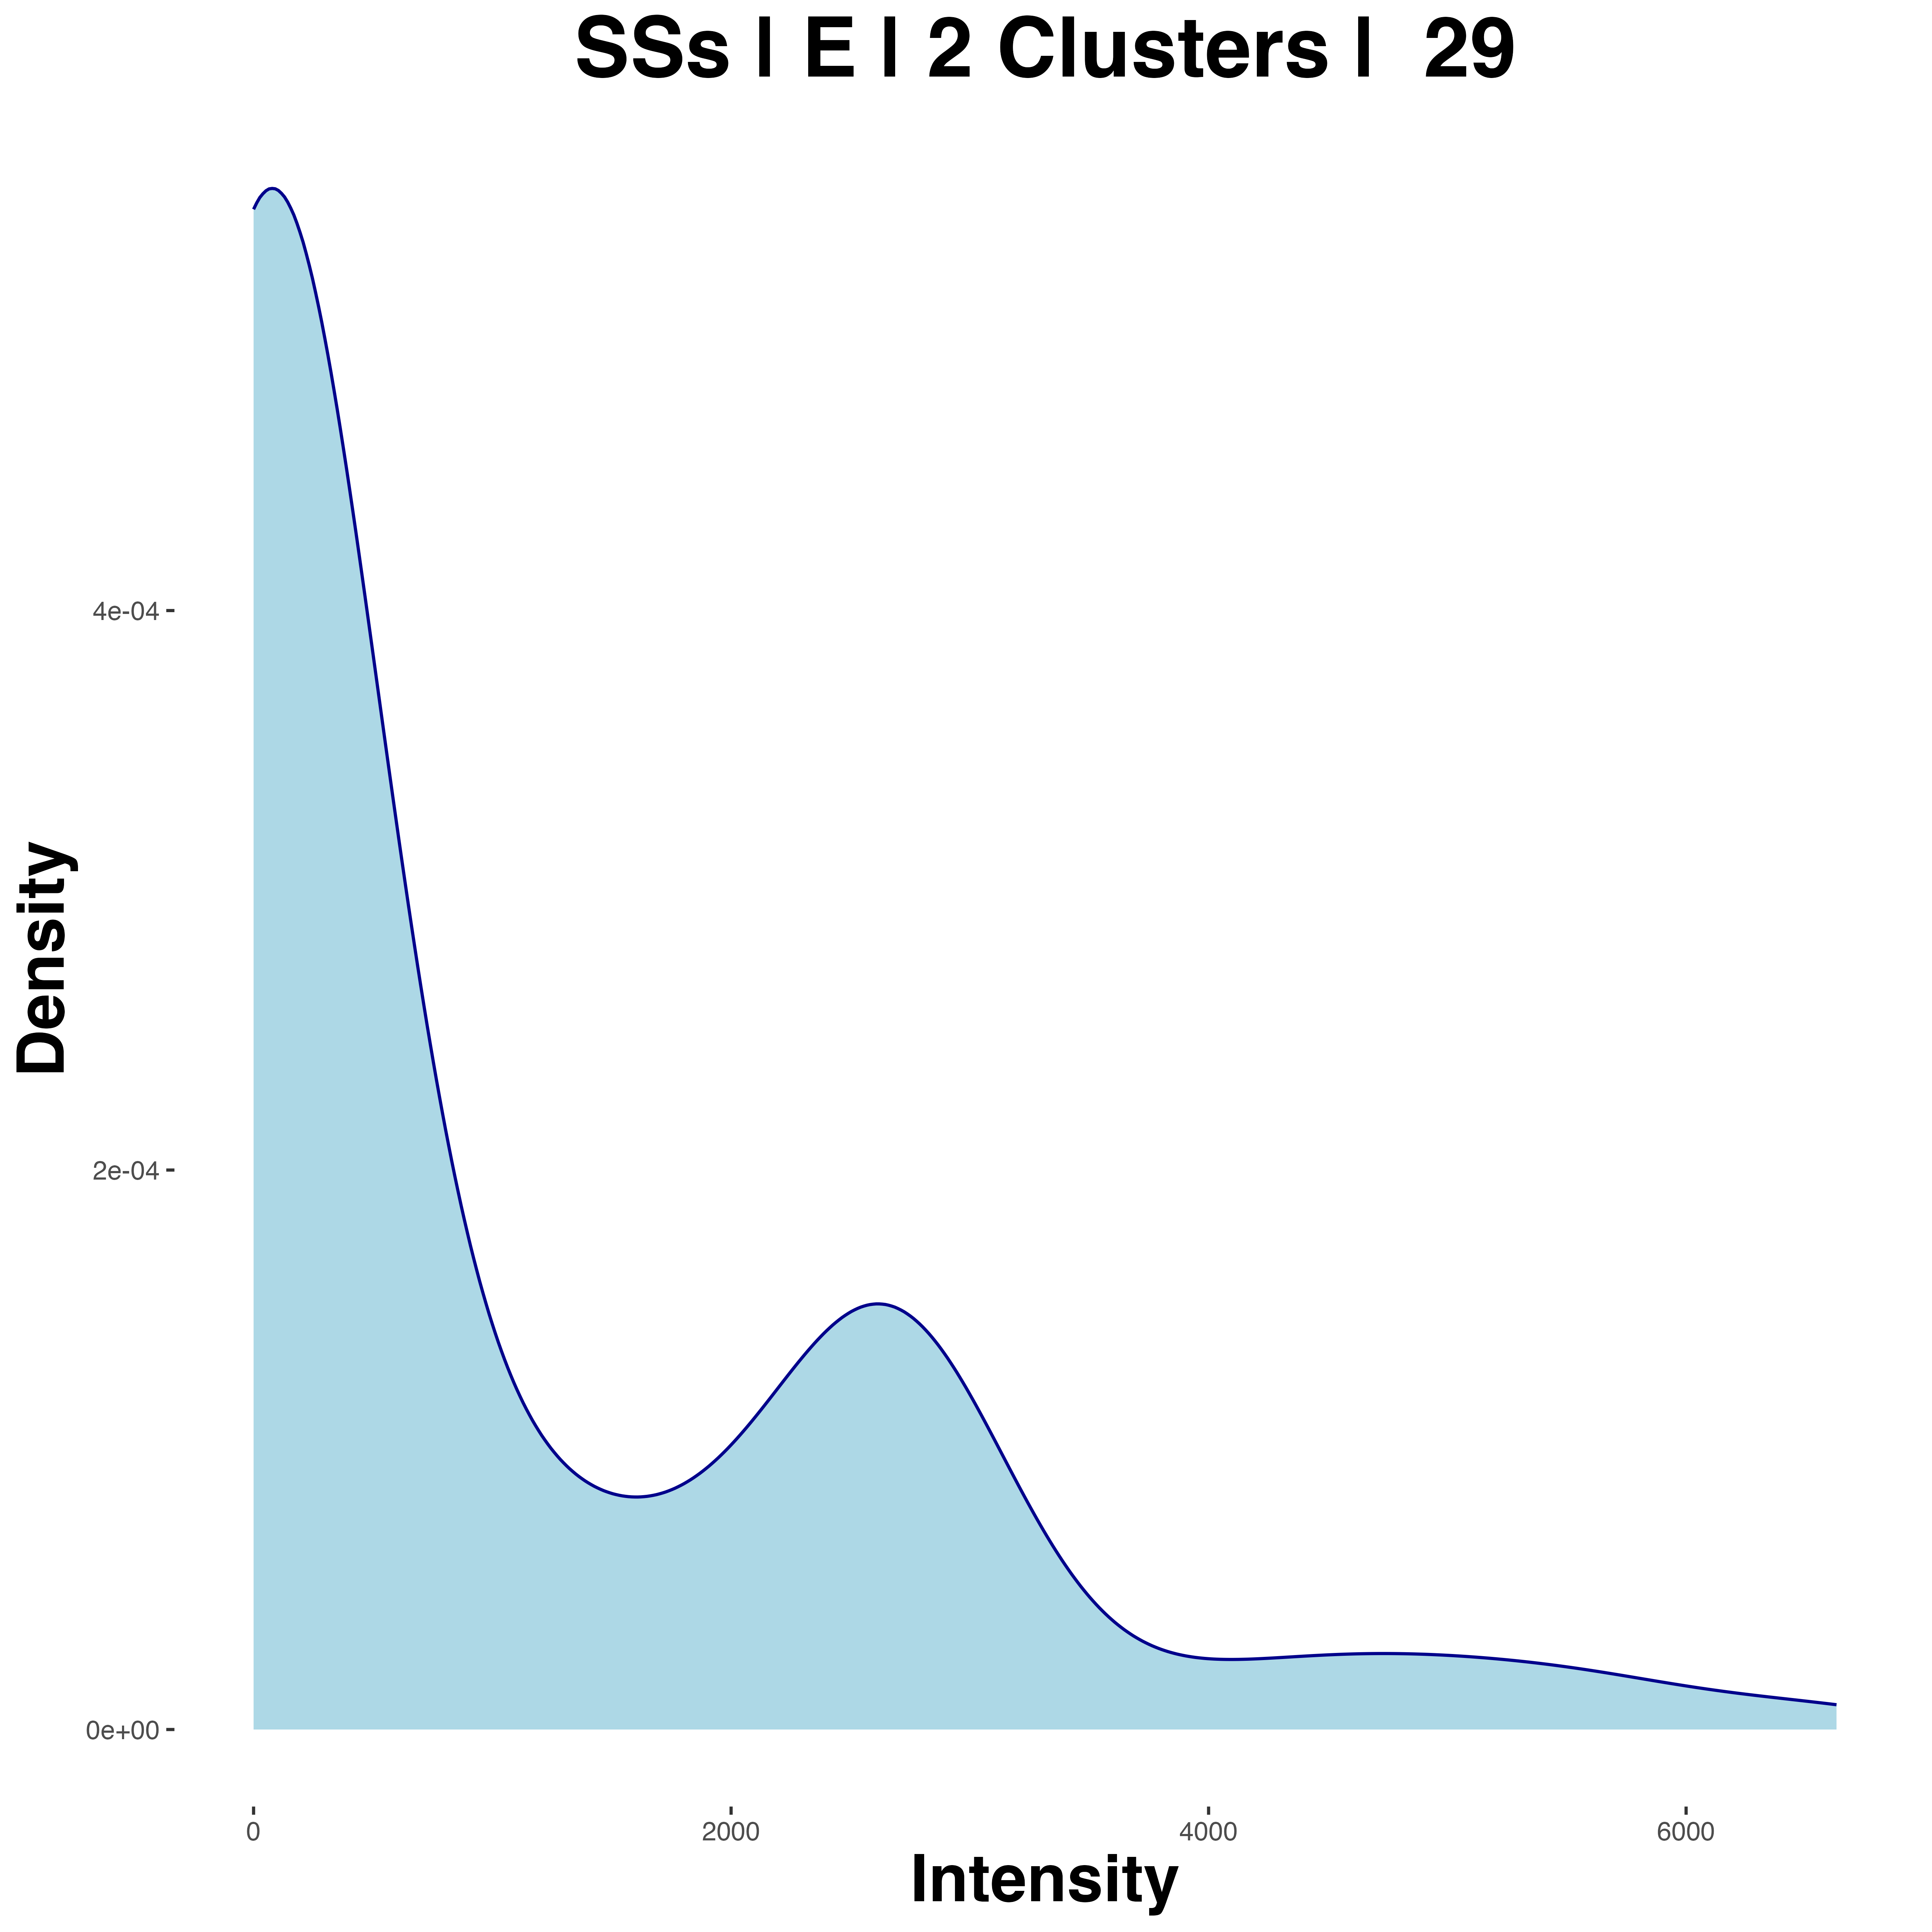 SSs | E | 2 Clusters | 29
Density
4e-04
2e-04
0e+00
0 2000 4000 6000
Intensity